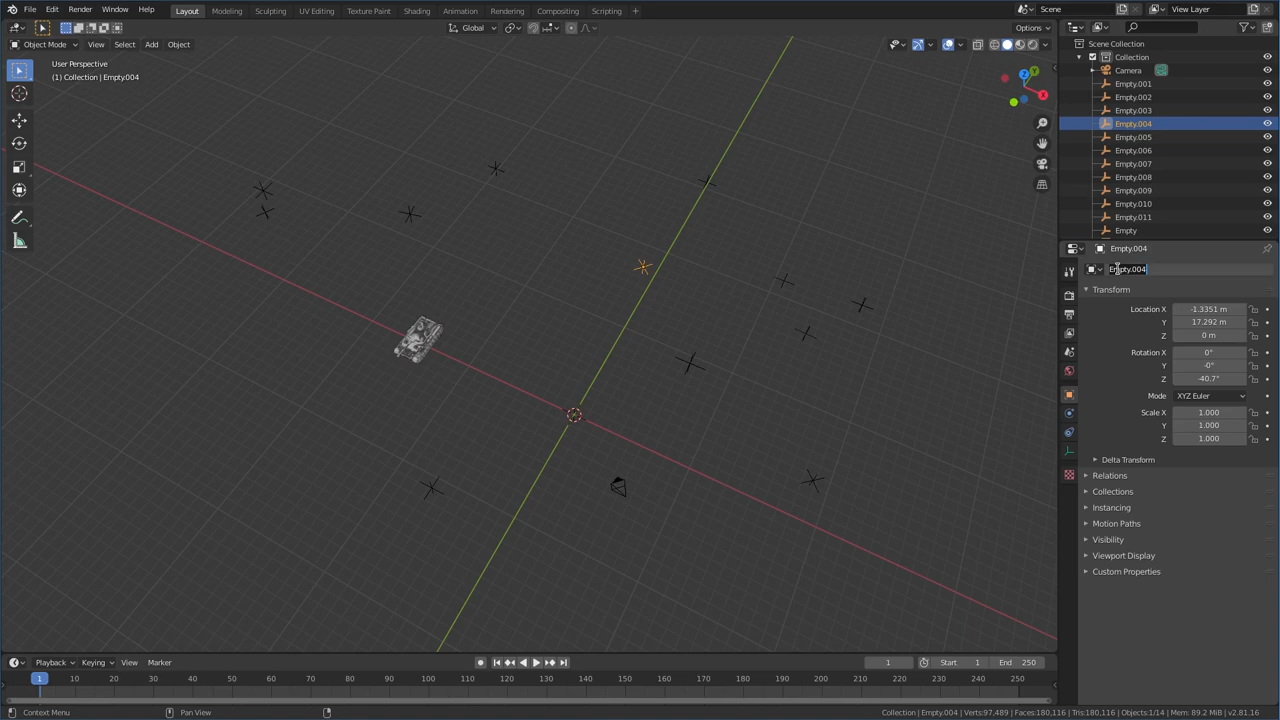 File Edit Render Window Help Layout Modeling Sculpting UV Editing Texture Paint Shading Animation Rendering Compositing Scripting + Scene View Layer
Global Options
Object Mode View Select Add Object
Scene Collection
Collection
Camera
Empty.001
Empty.002
Empty.003
Empty.004
Empty.005
Empty.006
Empty.007
Empty.008
Empty.009
Empty.010
Empty.011
Empty
User Perspective
(1) Collection | Empty.004
Z
Y
X
Empty.004
Empty.004
Transform
Location X -1.3351 m
Y 17.292 m
Z 0 m
Rotation X 0°
Y -0°
Z -40.7°
Mode XYZ Euler
Scale X 1.000
Y 1.000
Z 1.000
Delta Transform
Relations
Collections
Instancing
Motion Paths
Visibility
Viewport Display
Custom Properties
Playback Keying View Marker 1 Start 1 End 250
1 10 20 30 40 50 60 70 80 90 100 110 120 130 140 150 160 170 180 190 200 210 220 230 240 250
Context Menu Pan View Collection | Empty.004 | Verts:97,489 | Faces:180,116 | Tris:180,116 | Objects:1/14 | Mem: 89.2 MiB | v2.81.16